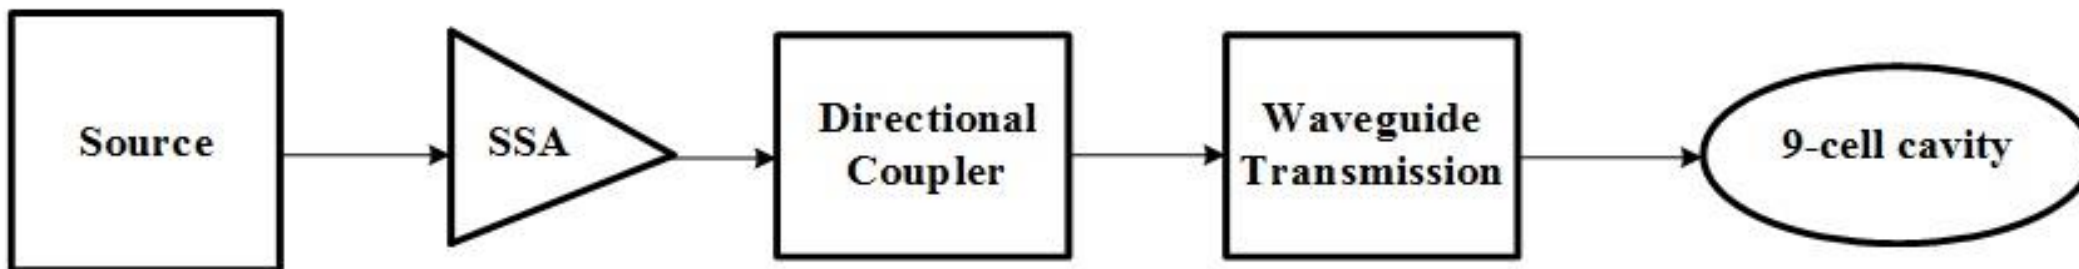 Source
SSA
Directional
Coupler
Waveguide
Transmission
9-cell cavity